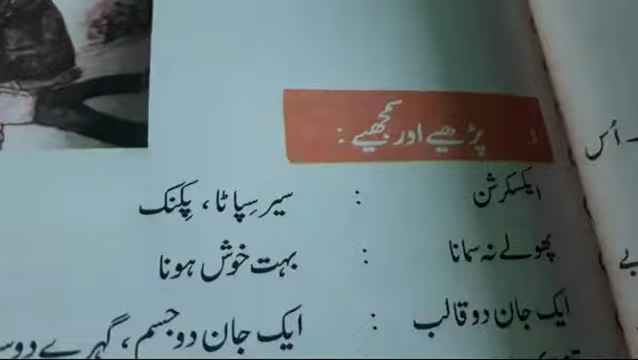 ۱. پڑھیے اور سمجھیے :
ایکسکرشن : سیر سپاٹا، پکنک
پھولے نہ سمانا : بہت خوش ہونا
ایک جان دو قالب : ایک جان دو جسم، گہرے
اُس